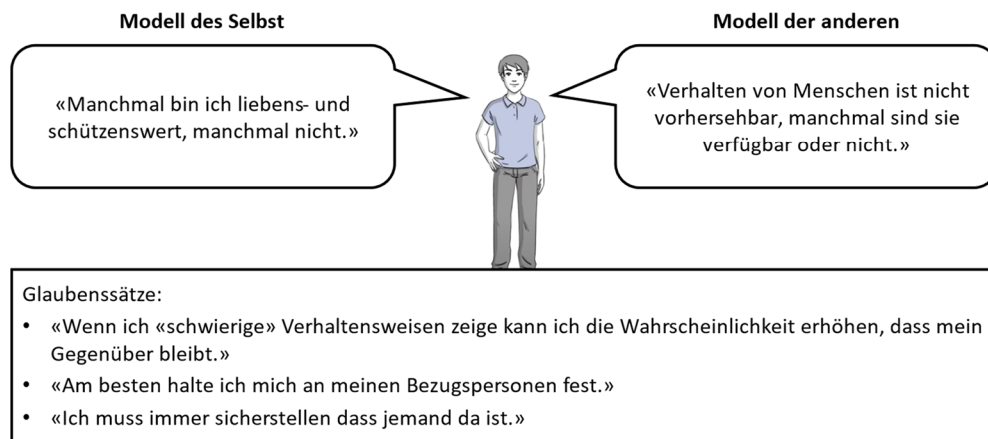 Modell des Selbst
Modell der anderen
«Manchmal bin ich liebens- und
schützenswert, manchmal nicht.»
«Verhalten von Menschen ist nicht
vorhersehbar, manchmal sind sie
verfügbar oder nicht.»
Glaubenssätze:
• «Wenn ich «schwierige» Verhaltensweisen zeige kann ich die Wahrscheinlichkeit erhöhen, dass mein
Gegenüber bleibt.»
• «Am besten halte ich mich an meinen Bezugspersonen fest.»
• «Ich muss immer sicherstellen dass jemand da ist.»